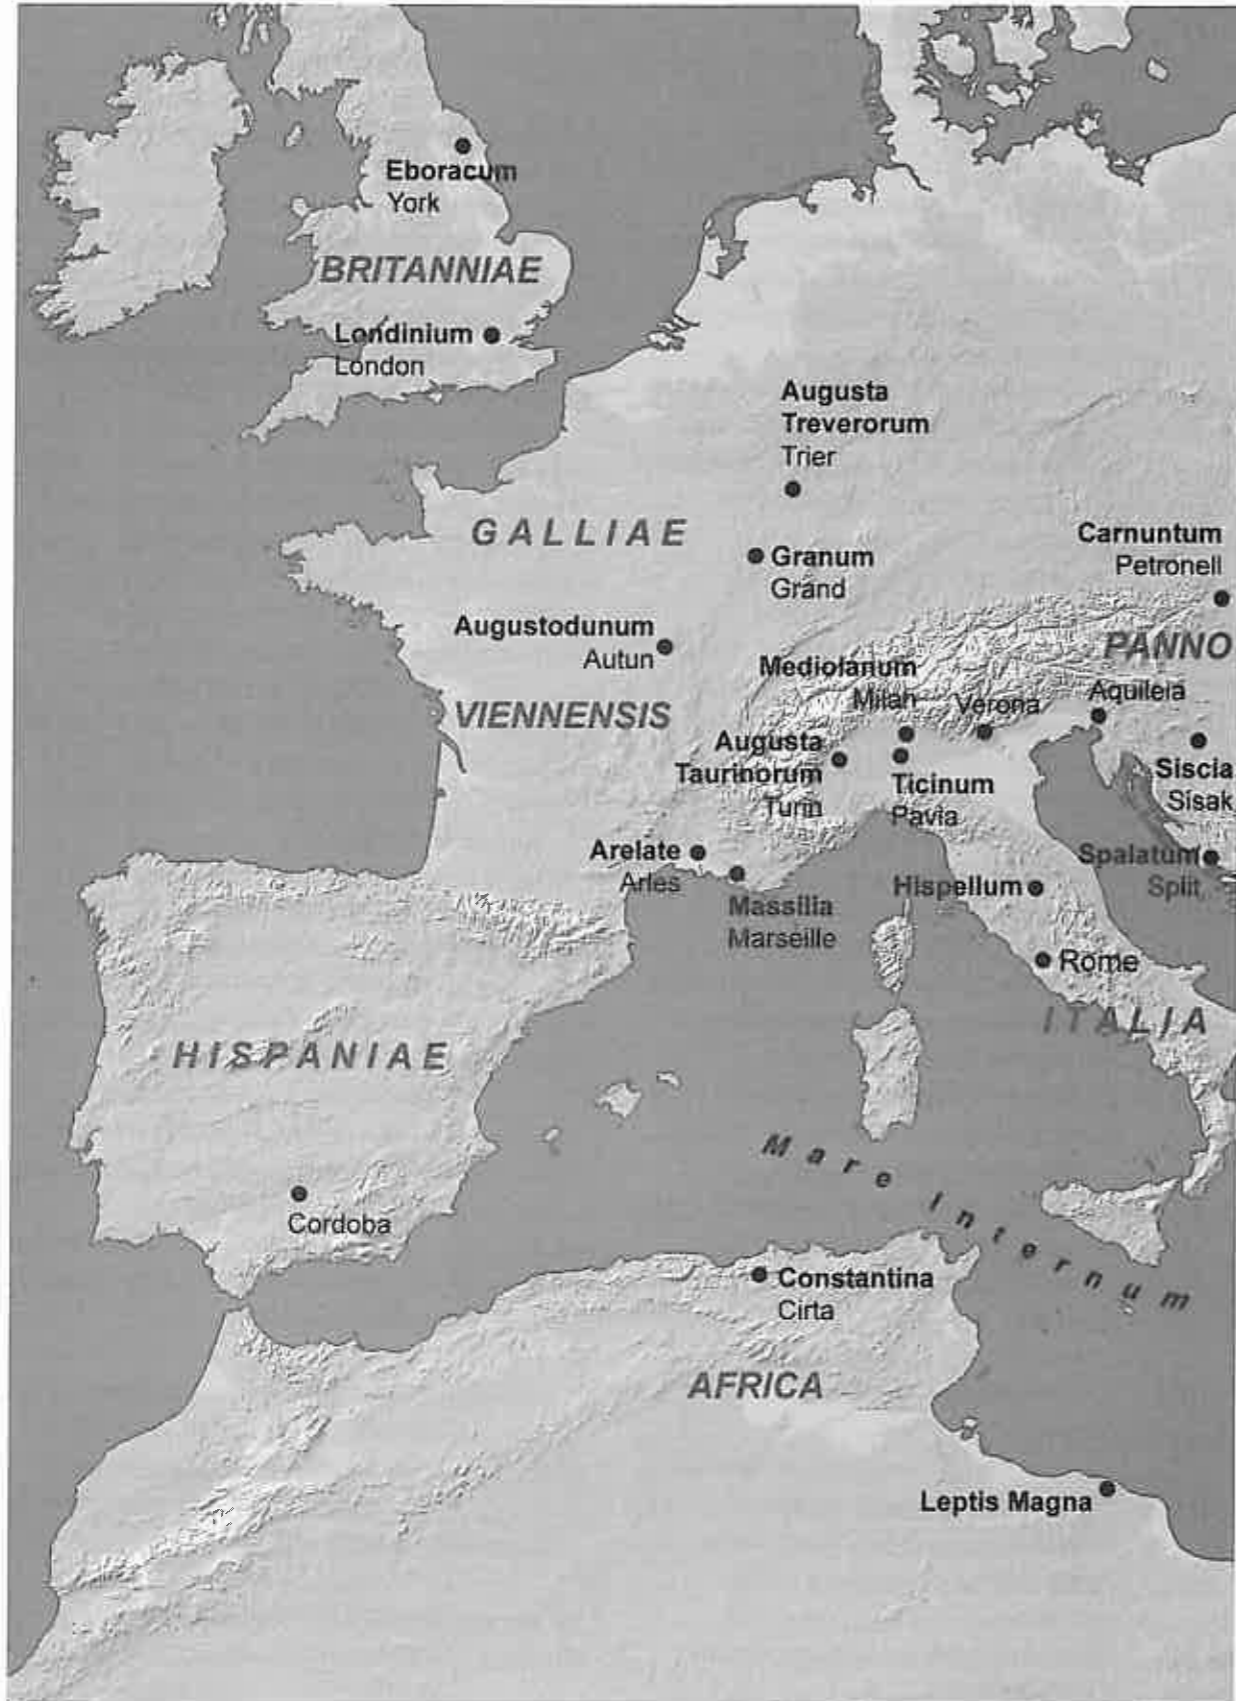 Eboracum
York
BRITANNIAE
Londinium
London
Augusta
Treverorum
Trier
GALLIAE
Carnuntum
Petronell
Granum
Gránd
Augustodunum
Autun
PANNO
Mediolanum
Milan
Verona
Aquileia
VIENNENSIS
Augusta
Taurinorum
Turin
Ticinum
Pavia
Siscia
Sisak
Arelate
Arles
Massilia
Marseille
Hispellum
Spalatum
Split
Rome
ITALIA
HISPANIAE
Mare Internum
Cordoba
Constantina
Cirta
AFRICA
Leptis Magna